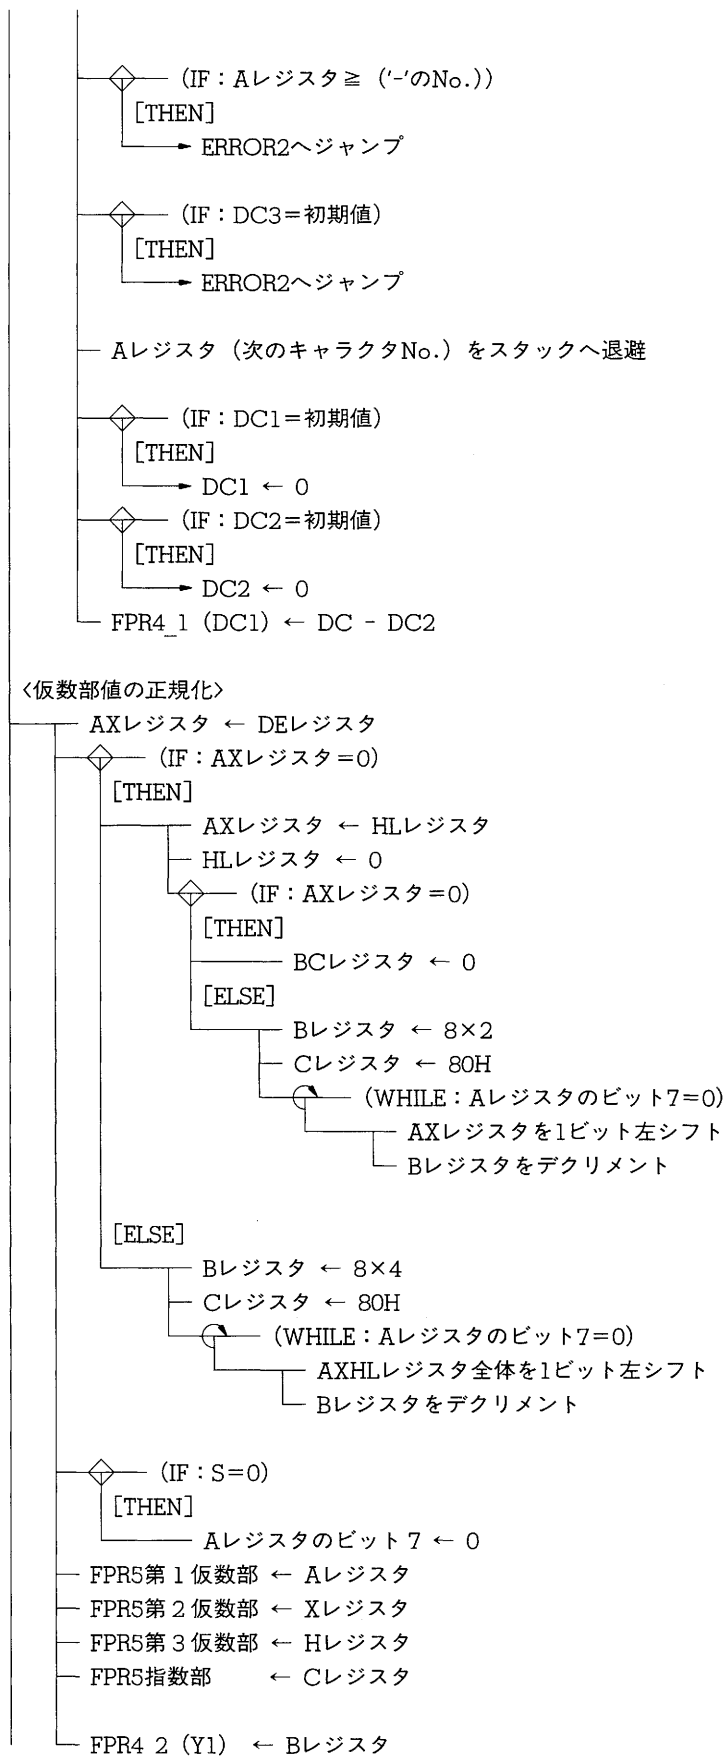 (IF：Aレジスタ≧ ('-'のNo.))
[THEN]
ERROR2へジャンプ
(IF：DC3＝初期値)
[THEN]
ERROR2へジャンプ
Aレジスタ (次のキャラクタNo.) をスタックへ退避
(IF：DC1＝初期値)
[THEN]
DC1 ← 0
(IF：DC2＝初期値)
[THEN]
DC2 ← 0
FPR4_1 (DC1) ← DC - DC2
〈仮数部値の正規化〉
AXレジスタ ← DEレジスタ
(IF：AXレジスタ＝0)
[THEN]
AXレジスタ ← HLレジスタ
HLレジスタ ← 0
(IF：AXレジスタ＝0)
[THEN]
BCレジスタ ← 0
[ELSE]
Bレジスタ ← 8×2
Cレジスタ ← 80H
(WHILE：Aレジスタのビット7=0)
AXレジスタを1ビット左シフト
Bレジスタをデクリメント
[ELSE]
Bレジスタ ← 8×4
Cレジスタ ← 80H
(WHILE：Aレジスタのビット7=0)
AXHLレジスタ全体を1ビット左シフト
Bレジスタをデクリメント
(IF：S=0)
[THEN]
Aレジスタのビット7 ← 0
FPR5第1仮数部 ← Aレジスタ
FPR5第2仮数部 ← Xレジスタ
FPR5第3仮数部 ← Hレジスタ
FPR5指数部 ← Cレジスタ
FPR4 2 (Y1) ← Bレジスタ